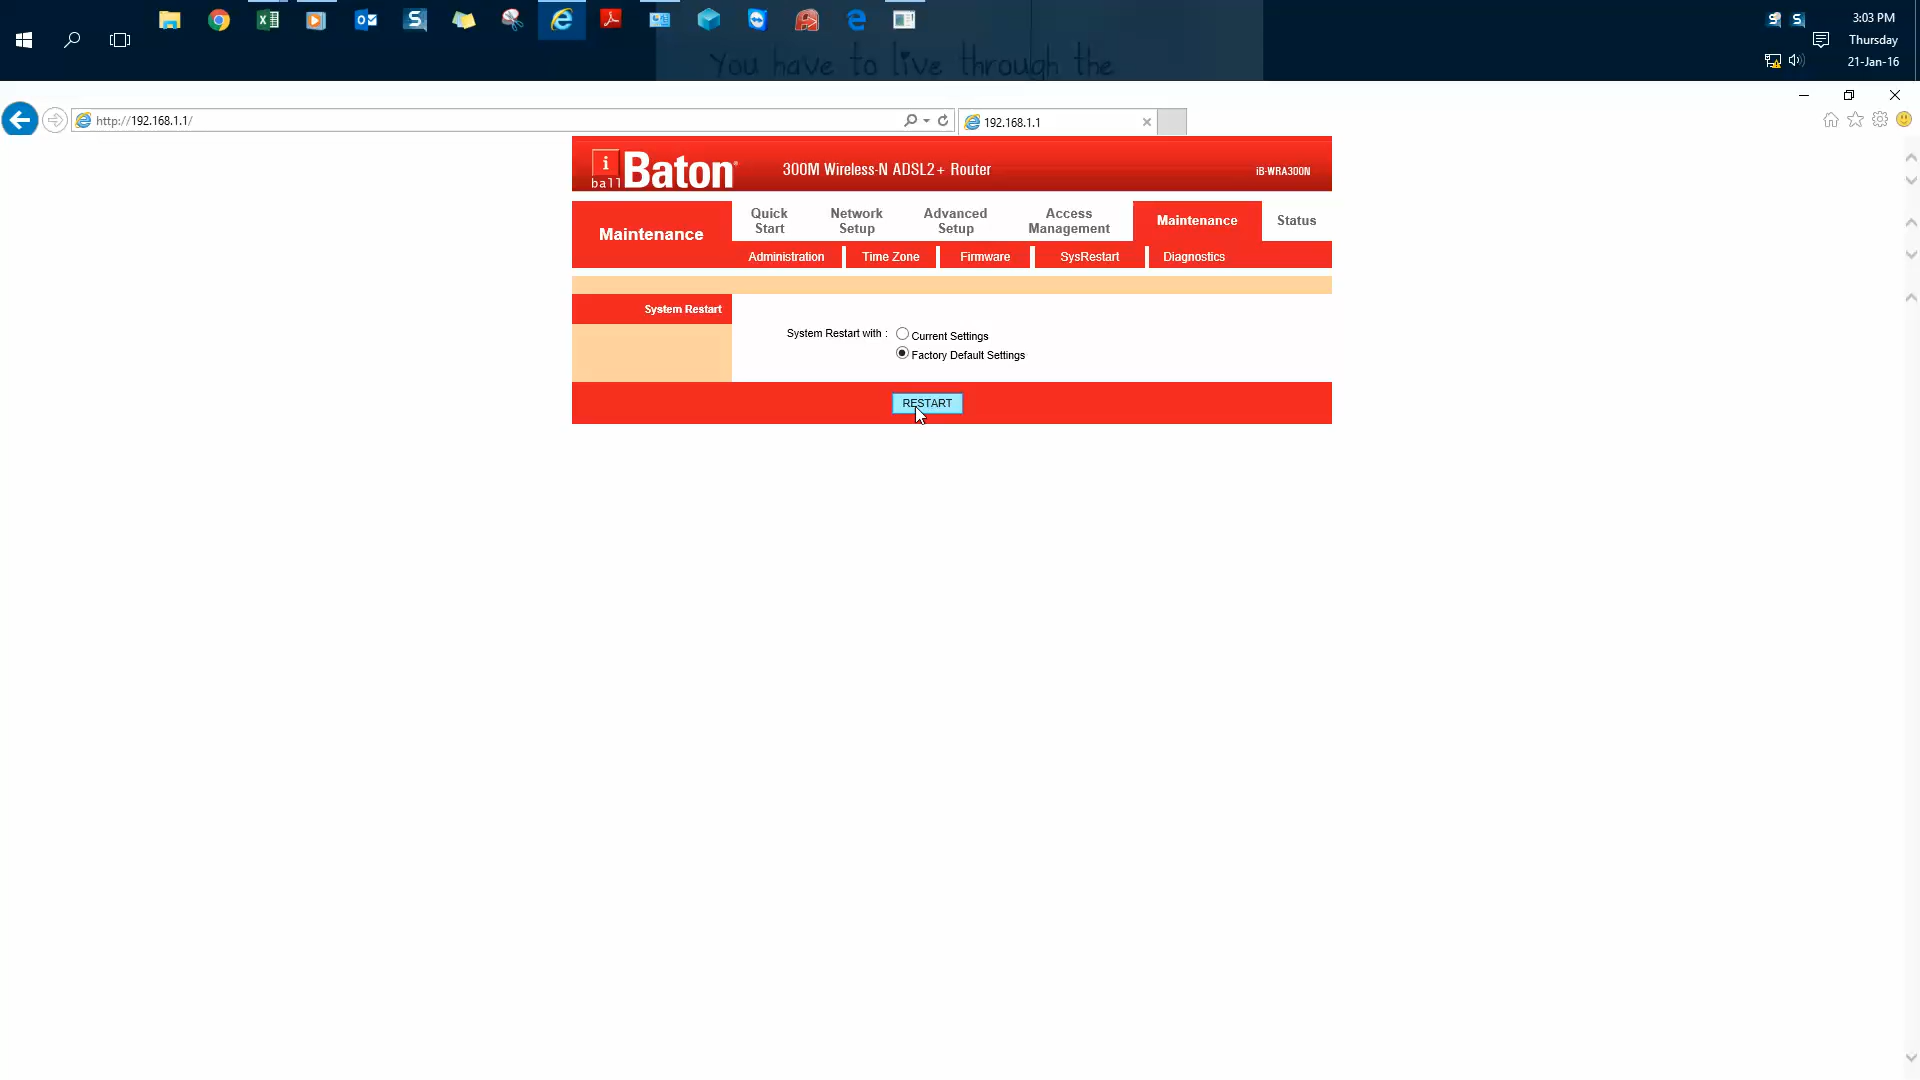 3:03 PM
Thursday
21-Jan-16
You have to live through the
http://192.168.1.1/
192.168.1.1
i ball Baton
300M Wireless-N ADSL2+ Router
iB-WRA300N
Maintenance
Quick Start
Network Setup
Advanced Setup
Access Management
Maintenance
Status
Administration
Time Zone
Firmware
SysRestart
Diagnostics
System Restart
System Restart with :
Current Settings
Factory Default Settings
RESTART